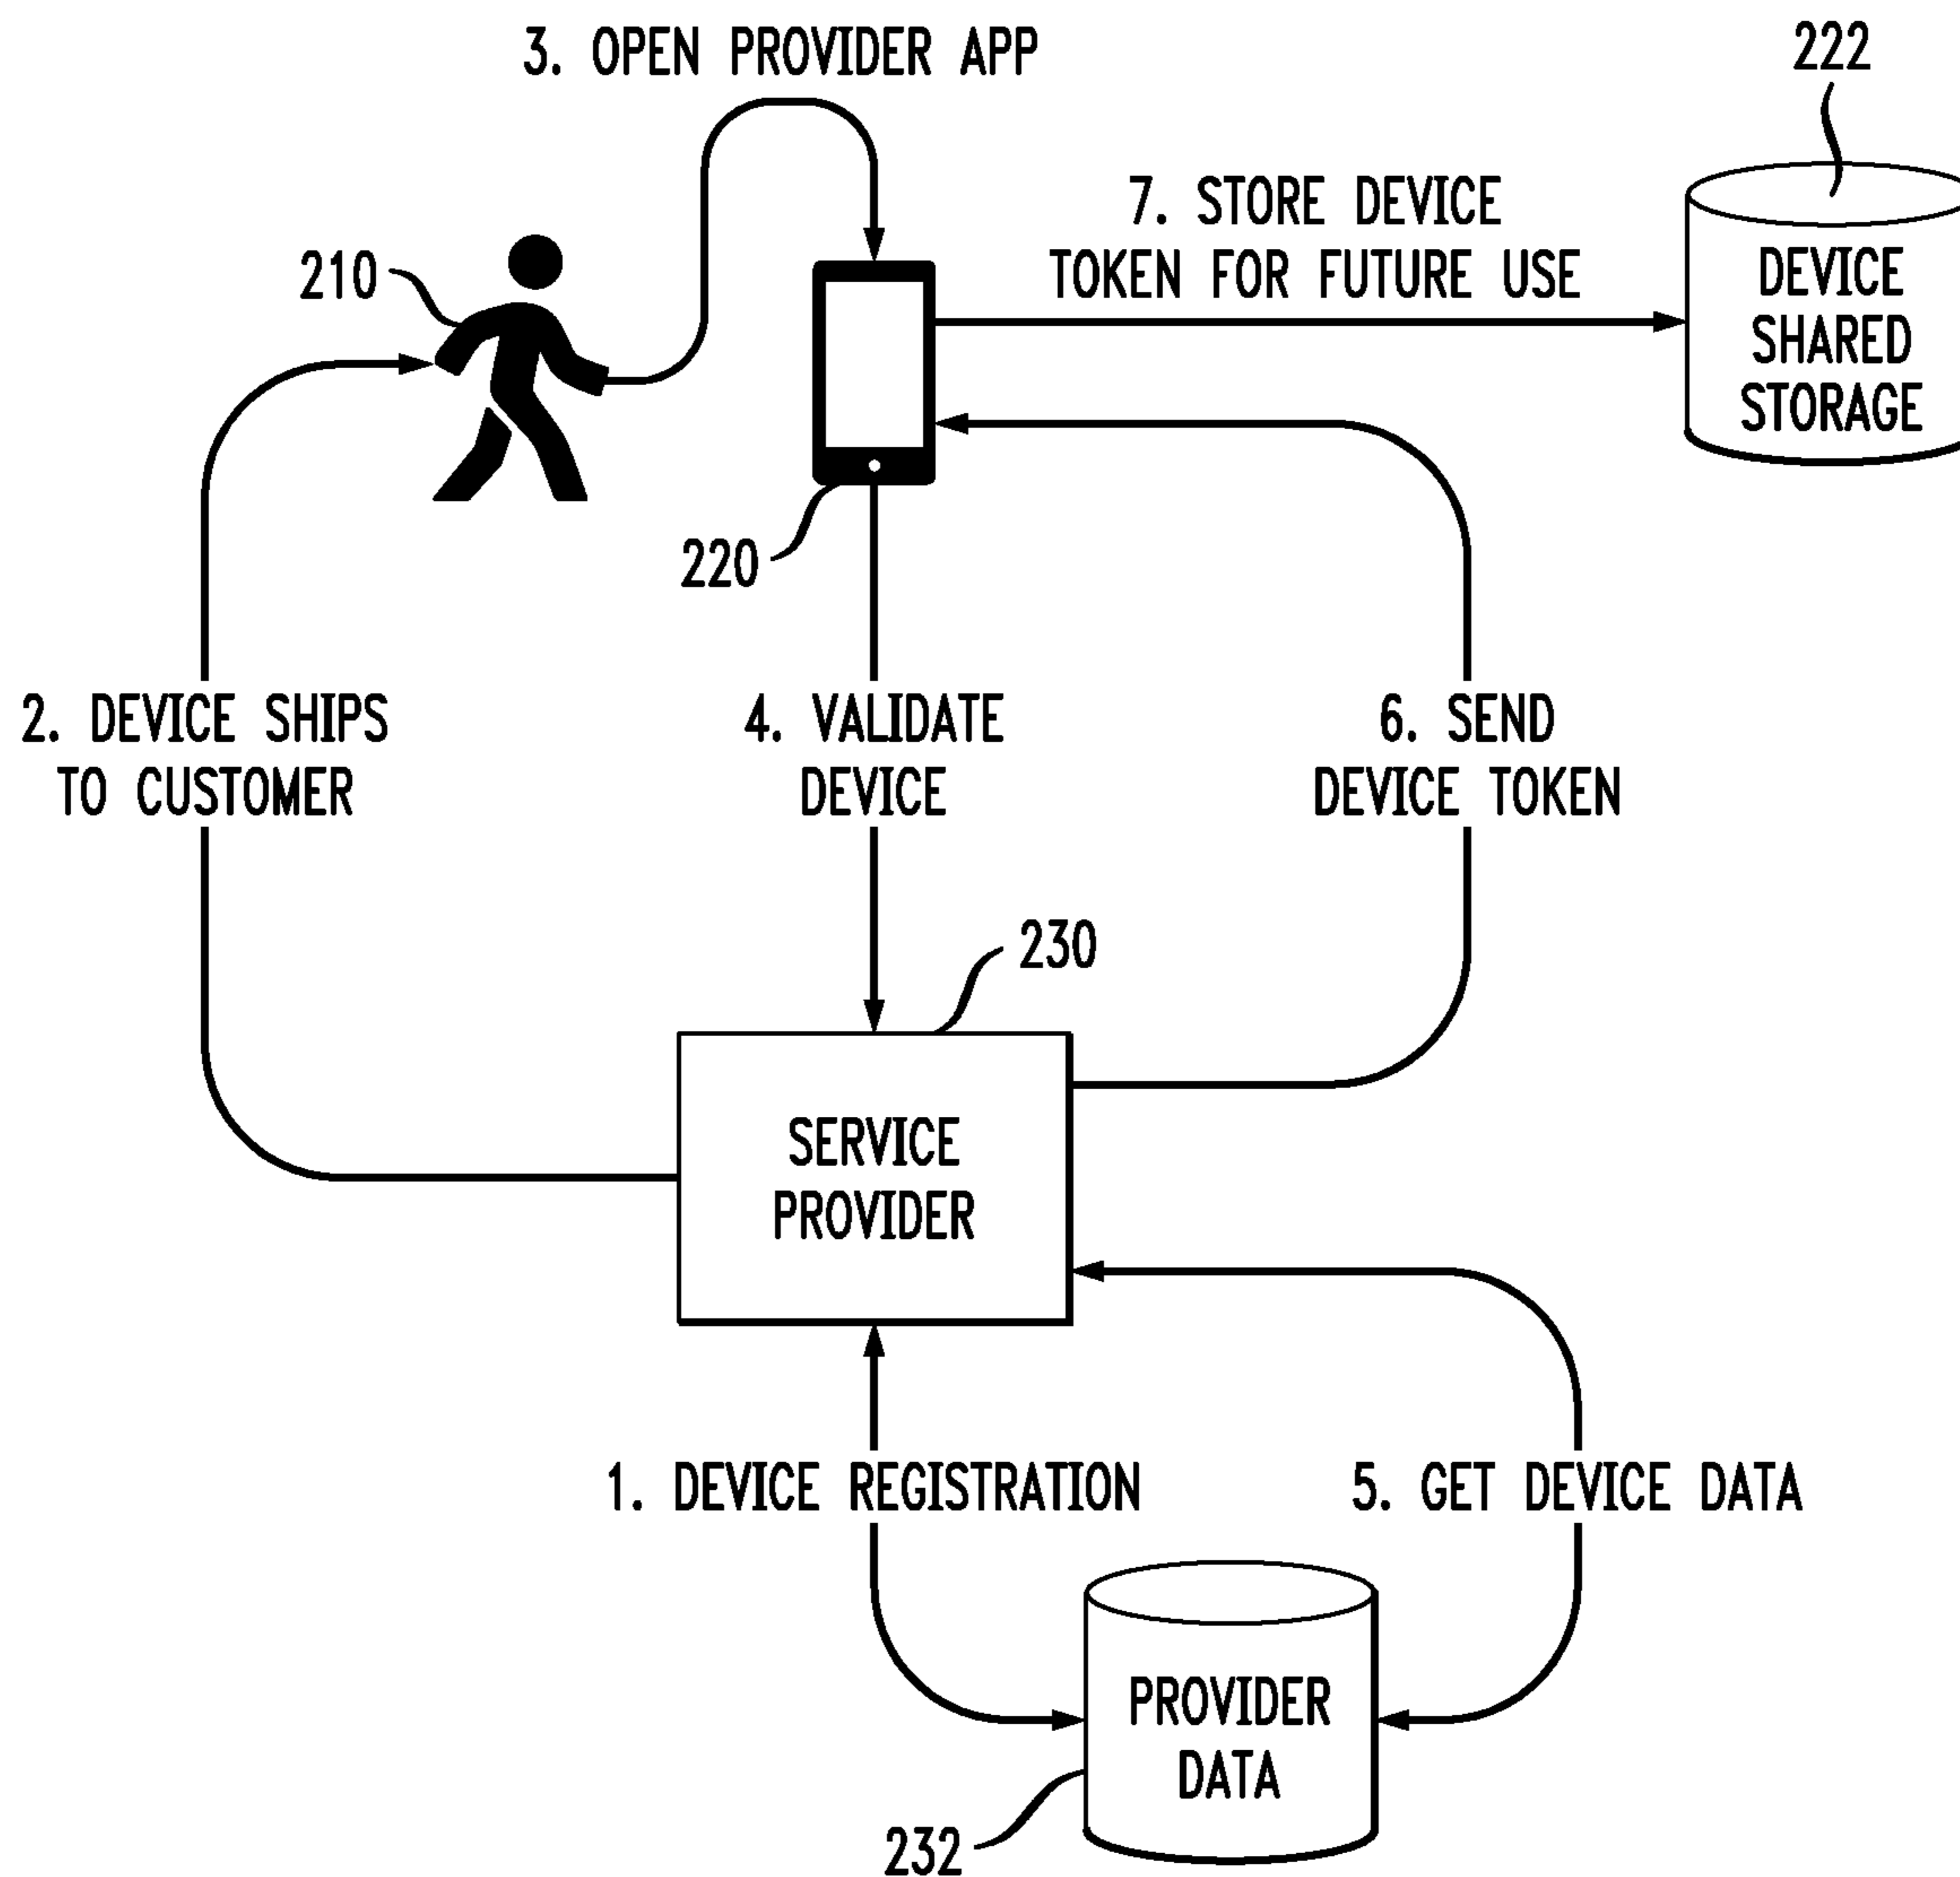 3. OPEN PROVIDER APP
222
7. STORE DEVICE
TOKEN FOR FUTURE USE
DEVICE
SHARED
STORAGE
210
220
2. DEVICE SHIPS
TO CUSTOMER
4. VALIDATE
DEVICE
6. SEND
DEVICE TOKEN
230
SERVICE
PROVIDER
1. DEVICE REGISTRATION
5. GET DEVICE DATA
PROVIDER
DATA
232